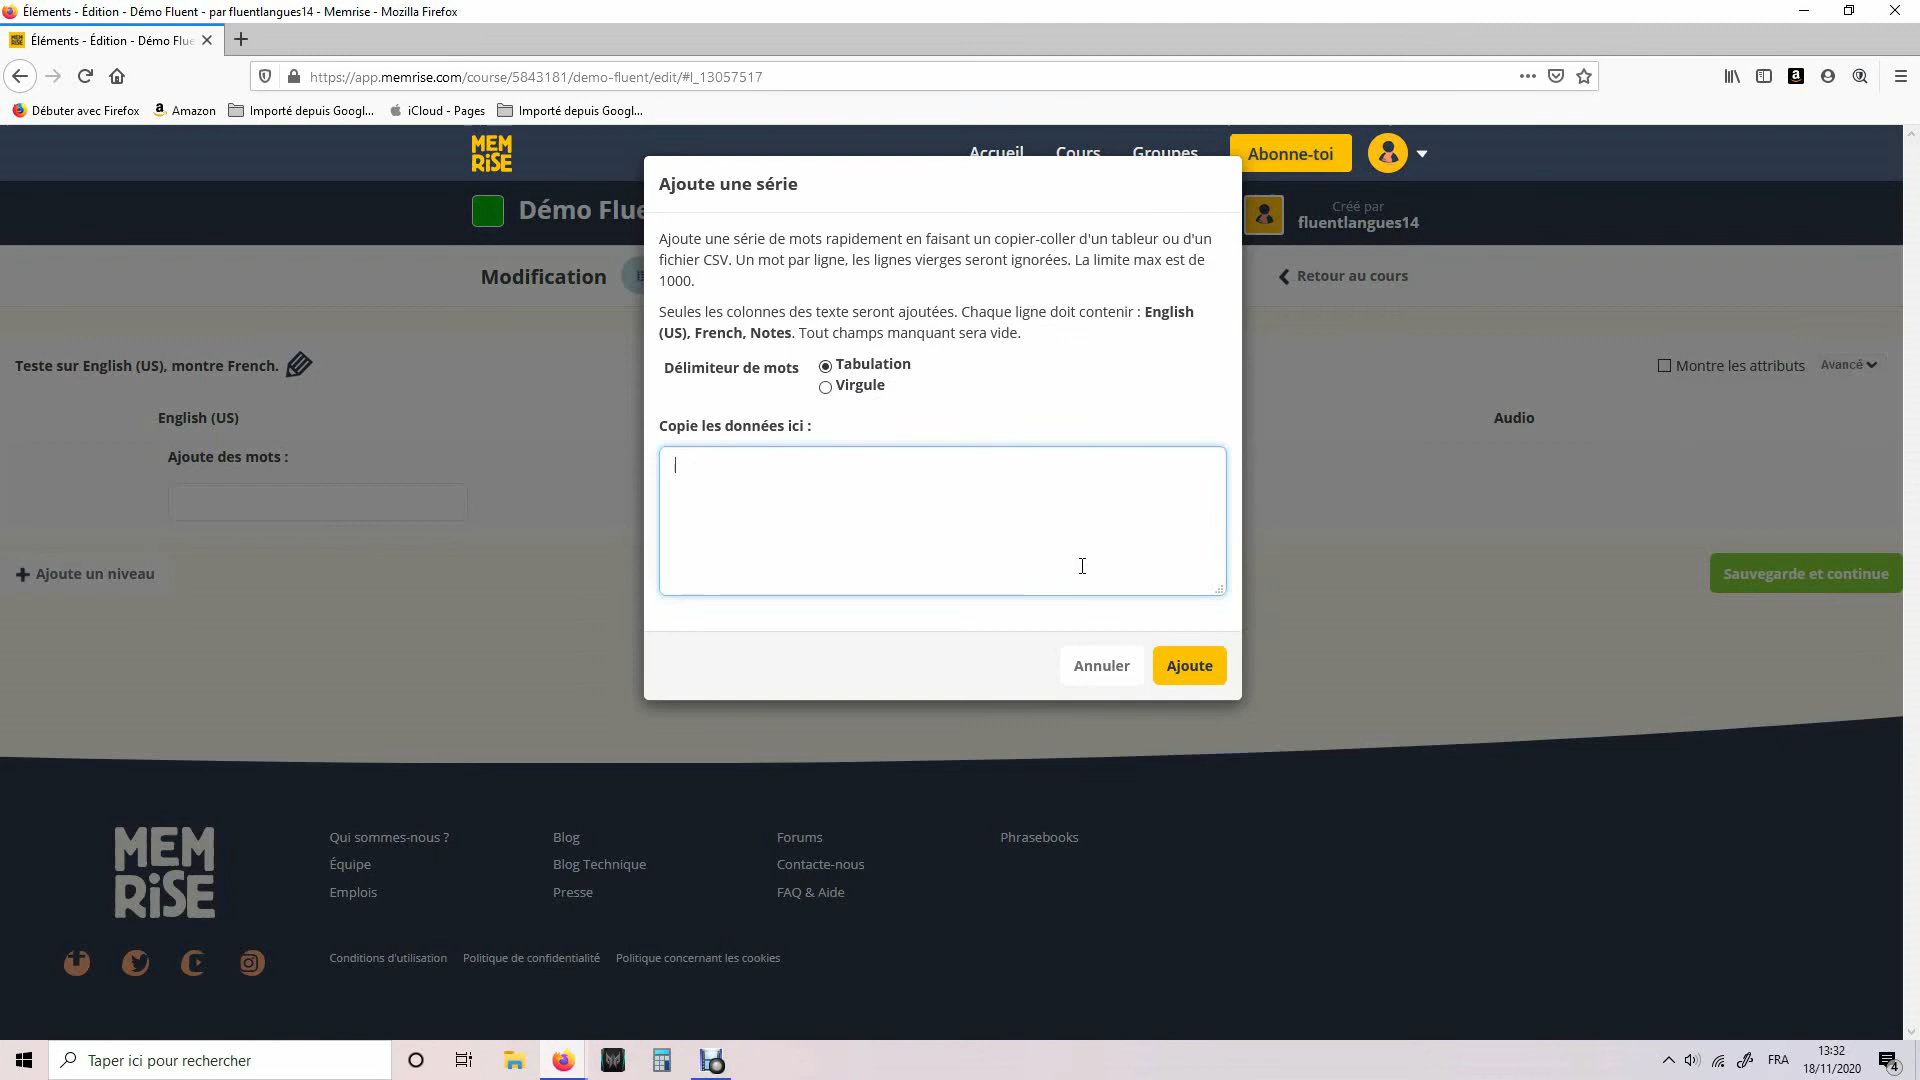 Éléments - Édition - Démo Fluent - par fluentlangues14 - Memrise - Mozilla Firefox
Éléments - Édition - Démo Flue
https://app.memrise.com/course/5843181/demo-fluent/edit/#l_13057517
Débuter avec Firefox Amazon Importé depuis Googl... iCloud - Pages Importé depuis Googl...
MEM RiSE Accueil Cours Groupes Abonne-toi
Démo Flue
Créé par
fluentlangues14
Modification
Retour au cours
Teste sur English (US), montre French.
Montre les attributs Avancé
English (US)
Audio
Ajoute des mots :
Ajoute un niveau
Sauvegarde et continue
Ajoute une série
Ajoute une série de mots rapidement en faisant un copier-coller d'un tableur ou d'un
fichier CSV. Un mot par ligne, les lignes vierges seront ignorées. La limite max est de
1000.
Seules les colonnes des texte seront ajoutées. Chaque ligne doit contenir : English
(US), French, Notes. Tout champs manquant sera vide.
Délimiteur de mots Tabulation
Virgule
Copie les données ici :
Annuler Ajoute
MEM
RiSE
Qui sommes-nous ? Blog Forums Phrasebooks
Équipe Blog Technique Contacte-nous
Emplois Presse FAQ & Aide
Conditions d'utilisation Politique de confidentialité Politique concernant les cookies
Taper ici pour rechercher
FRA
13:32
18/11/2020
4